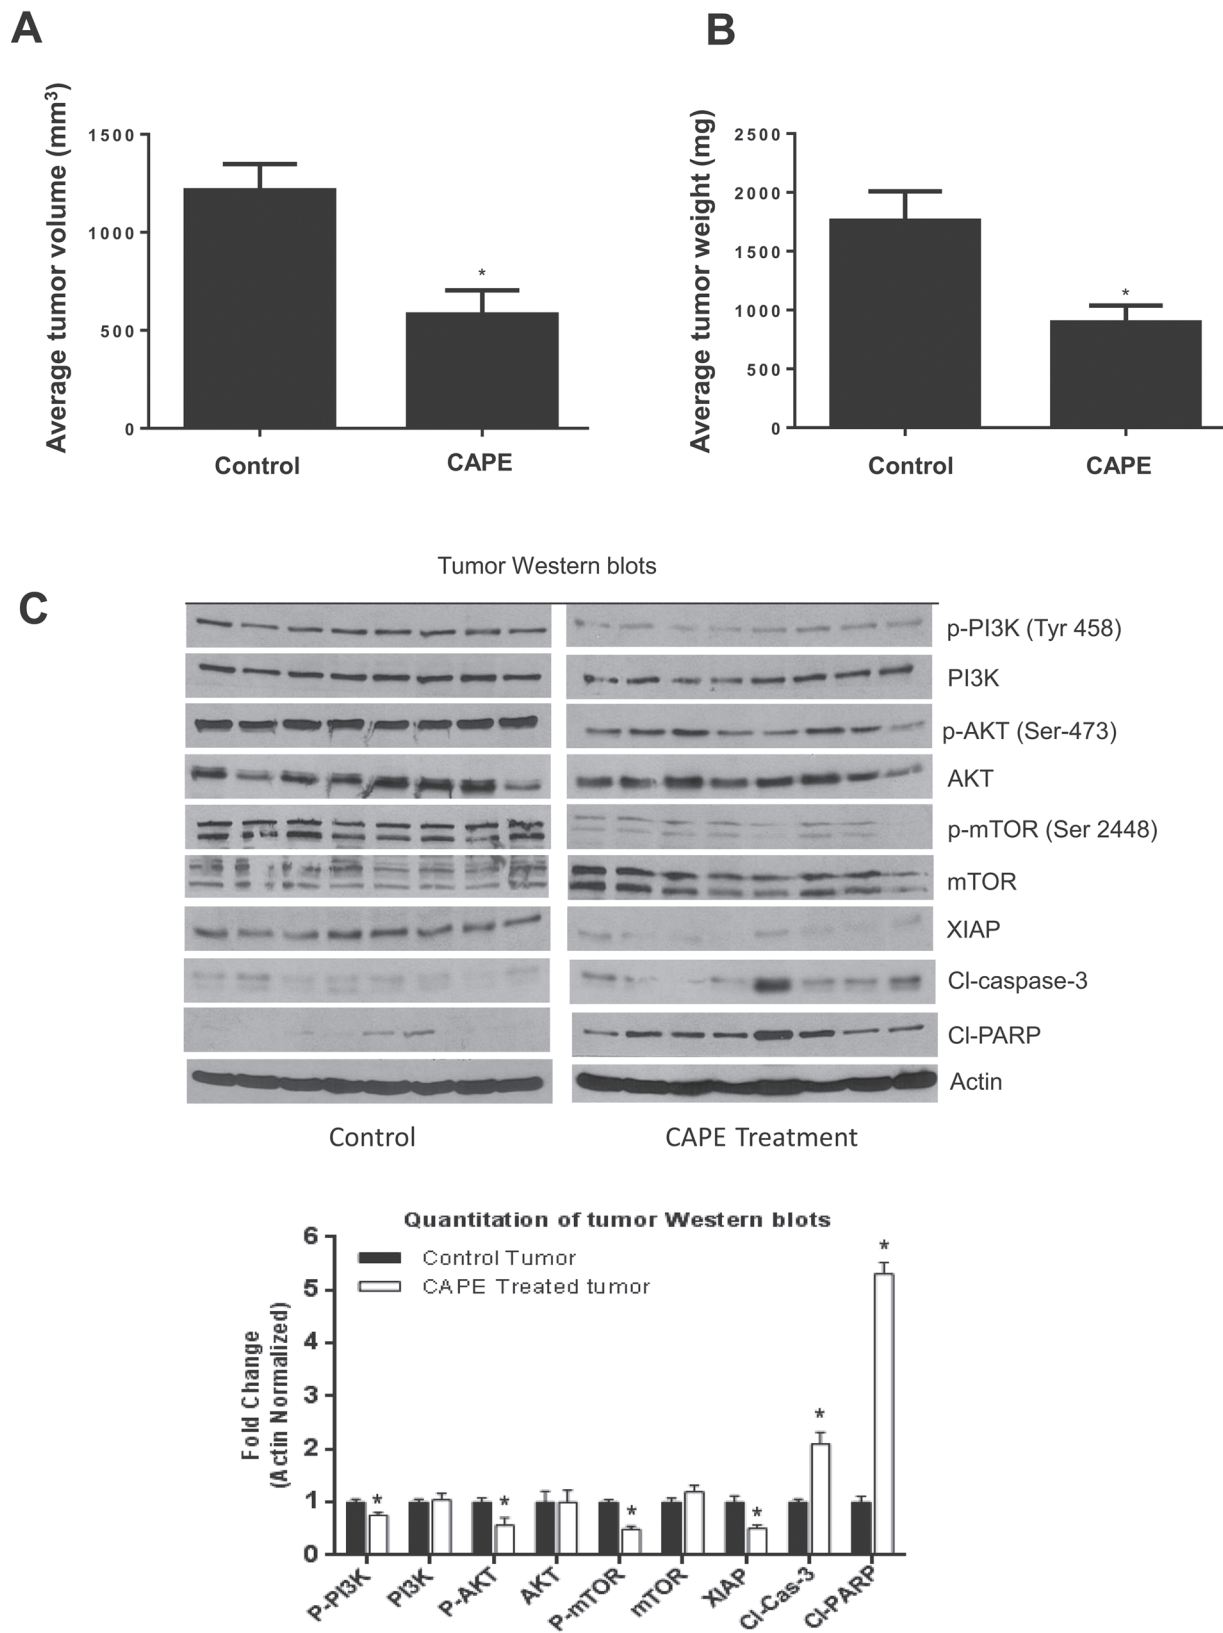 A
B
Average tumor volume (mm³)
1500
1000
500
0
*
Control
CAPE
Average tumor weight (mg)
2500
2000
1500
1000
500
0
*
Control
CAPE
Tumor Western blots
C
p-PI3K (Tyr 458)
PI3K
p-AKT (Ser-473)
AKT
p-mTOR (Ser 2448)
mTOR
XIAP
Cl-caspase-3
Cl-PARP
Actin
Control
CAPE Treatment
Quantitation of tumor Western blots
Control Tumor
CAPE Treated tumor
Fold Change
(Actin Normalized)
6
5
4
3
2
1
0
*
*
*
*
*
*
P-PI3K
PI3K
P-AKT
AKT
P-mTOR
mTOR
XIAP
Cl-Cas-3
Cl-PARP